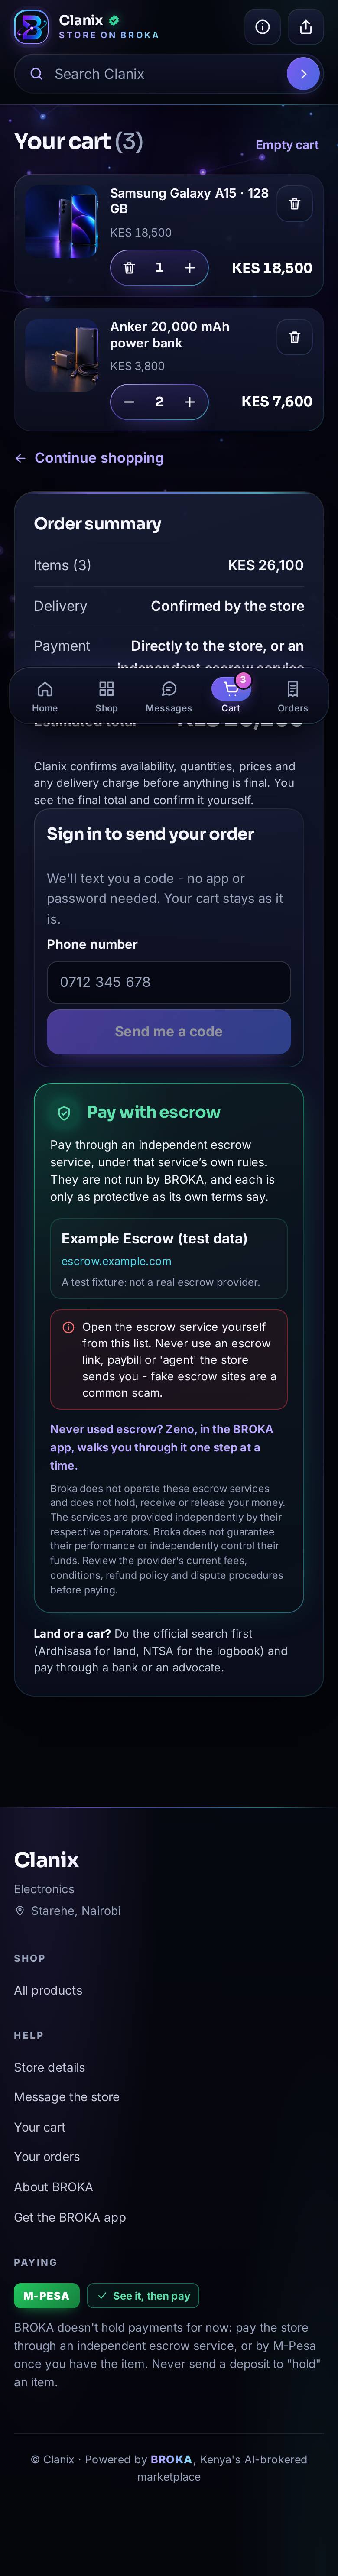 Clanix
STORE ON BROKA
Search Clanix
Your cart (3)
Empty cart
Samsung Galaxy A15 · 128
GB
KES 18,500
1
KES 18,500
Anker 20,000 mAh
power bank
KES 3,800
2
KES 7,600
Continue shopping
Order summary
Items (3)
KES 26,100
Delivery
Confirmed by the store
Payment
Directly to the store, or an
independent escrow service
3
Home
Shop
Messages
Cart
Orders
Estimated total
Clanix confirms availability, quantities, prices and
any delivery charge before anything is final. You
see the final total and confirm it yourself.
Sign in to send your order
We'll text you a code - no app or
password needed. Your cart stays as it
is.
Phone number
0712 345 678
Send me a code
Pay with escrow
Pay through an independent escrow
service, under that service's own rules.
They are not run by BROKA, and each is
only as protective as its own terms say.
Example Escrow (test data)
escrow.example.com
A test fixture: not a real escrow provider.
Open the escrow service yourself
from this list. Never use an escrow
link, paybill or 'agent' the store
sends you - fake escrow sites are a
common scam.
Never used escrow? Zeno, in the BROKA
app, walks you through it one step at a
time.
Broka does not operate these escrow services
and does not hold, receive or release your money.
The services are provided independently by their
respective operators. Broka does not guarantee
their performance or independently control their
funds. Review the provider's current fees,
conditions, refund policy and dispute procedures
before paying.
Land or a car? Do the official search first
(Ardhisasa for land, NTSA for the logbook) and
pay through a bank or an advocate.
Clanix
Electronics
Starehe, Nairobi
SHOP
All products
HELP
Store details
Message the store
Your cart
Your orders
About BROKA
Get the BROKA app
PAYING
M-PESA
See it, then pay
BROKA doesn't hold payments for now: pay the store
through an independent escrow service, or by M-Pesa
once you have the item. Never send a deposit to "hold"
an item.
© Clanix · Powered by BROKA, Kenya's AI-brokered
marketplace